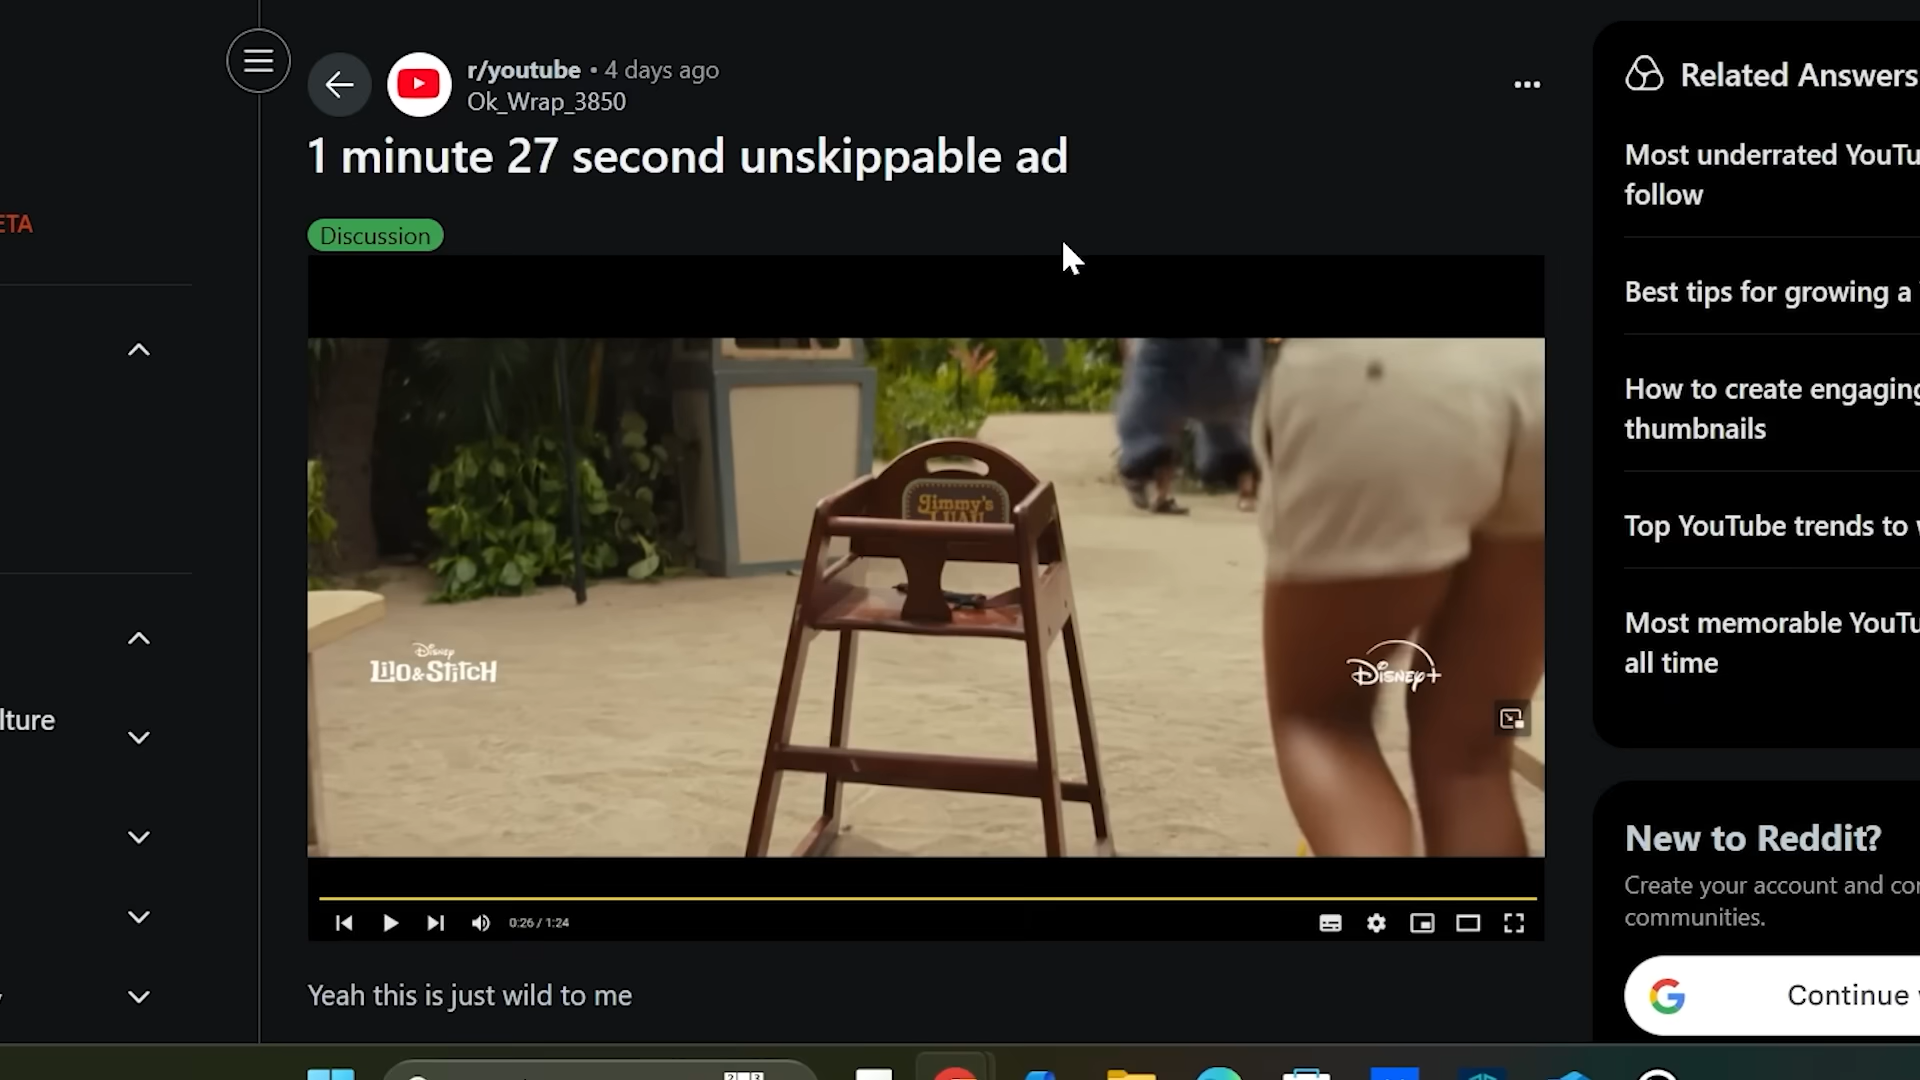 r/youtube • 4 days ago
Ok_Wrap_3850
1 minute 27 second unskippable ad
Discussion
ETA
lture
Jimmy's
LUAU
Disney
LILO & STITCH
Disney+
0:26 / 1:24
Yeah this is just wild to me
Related Answers
Most underrated YouTu
follow
Best tips for growing a
How to create engaging
thumbnails
Top YouTube trends to
Most memorable YouTu
all time
New to Reddit?
Create your account and co
communities.
Continue